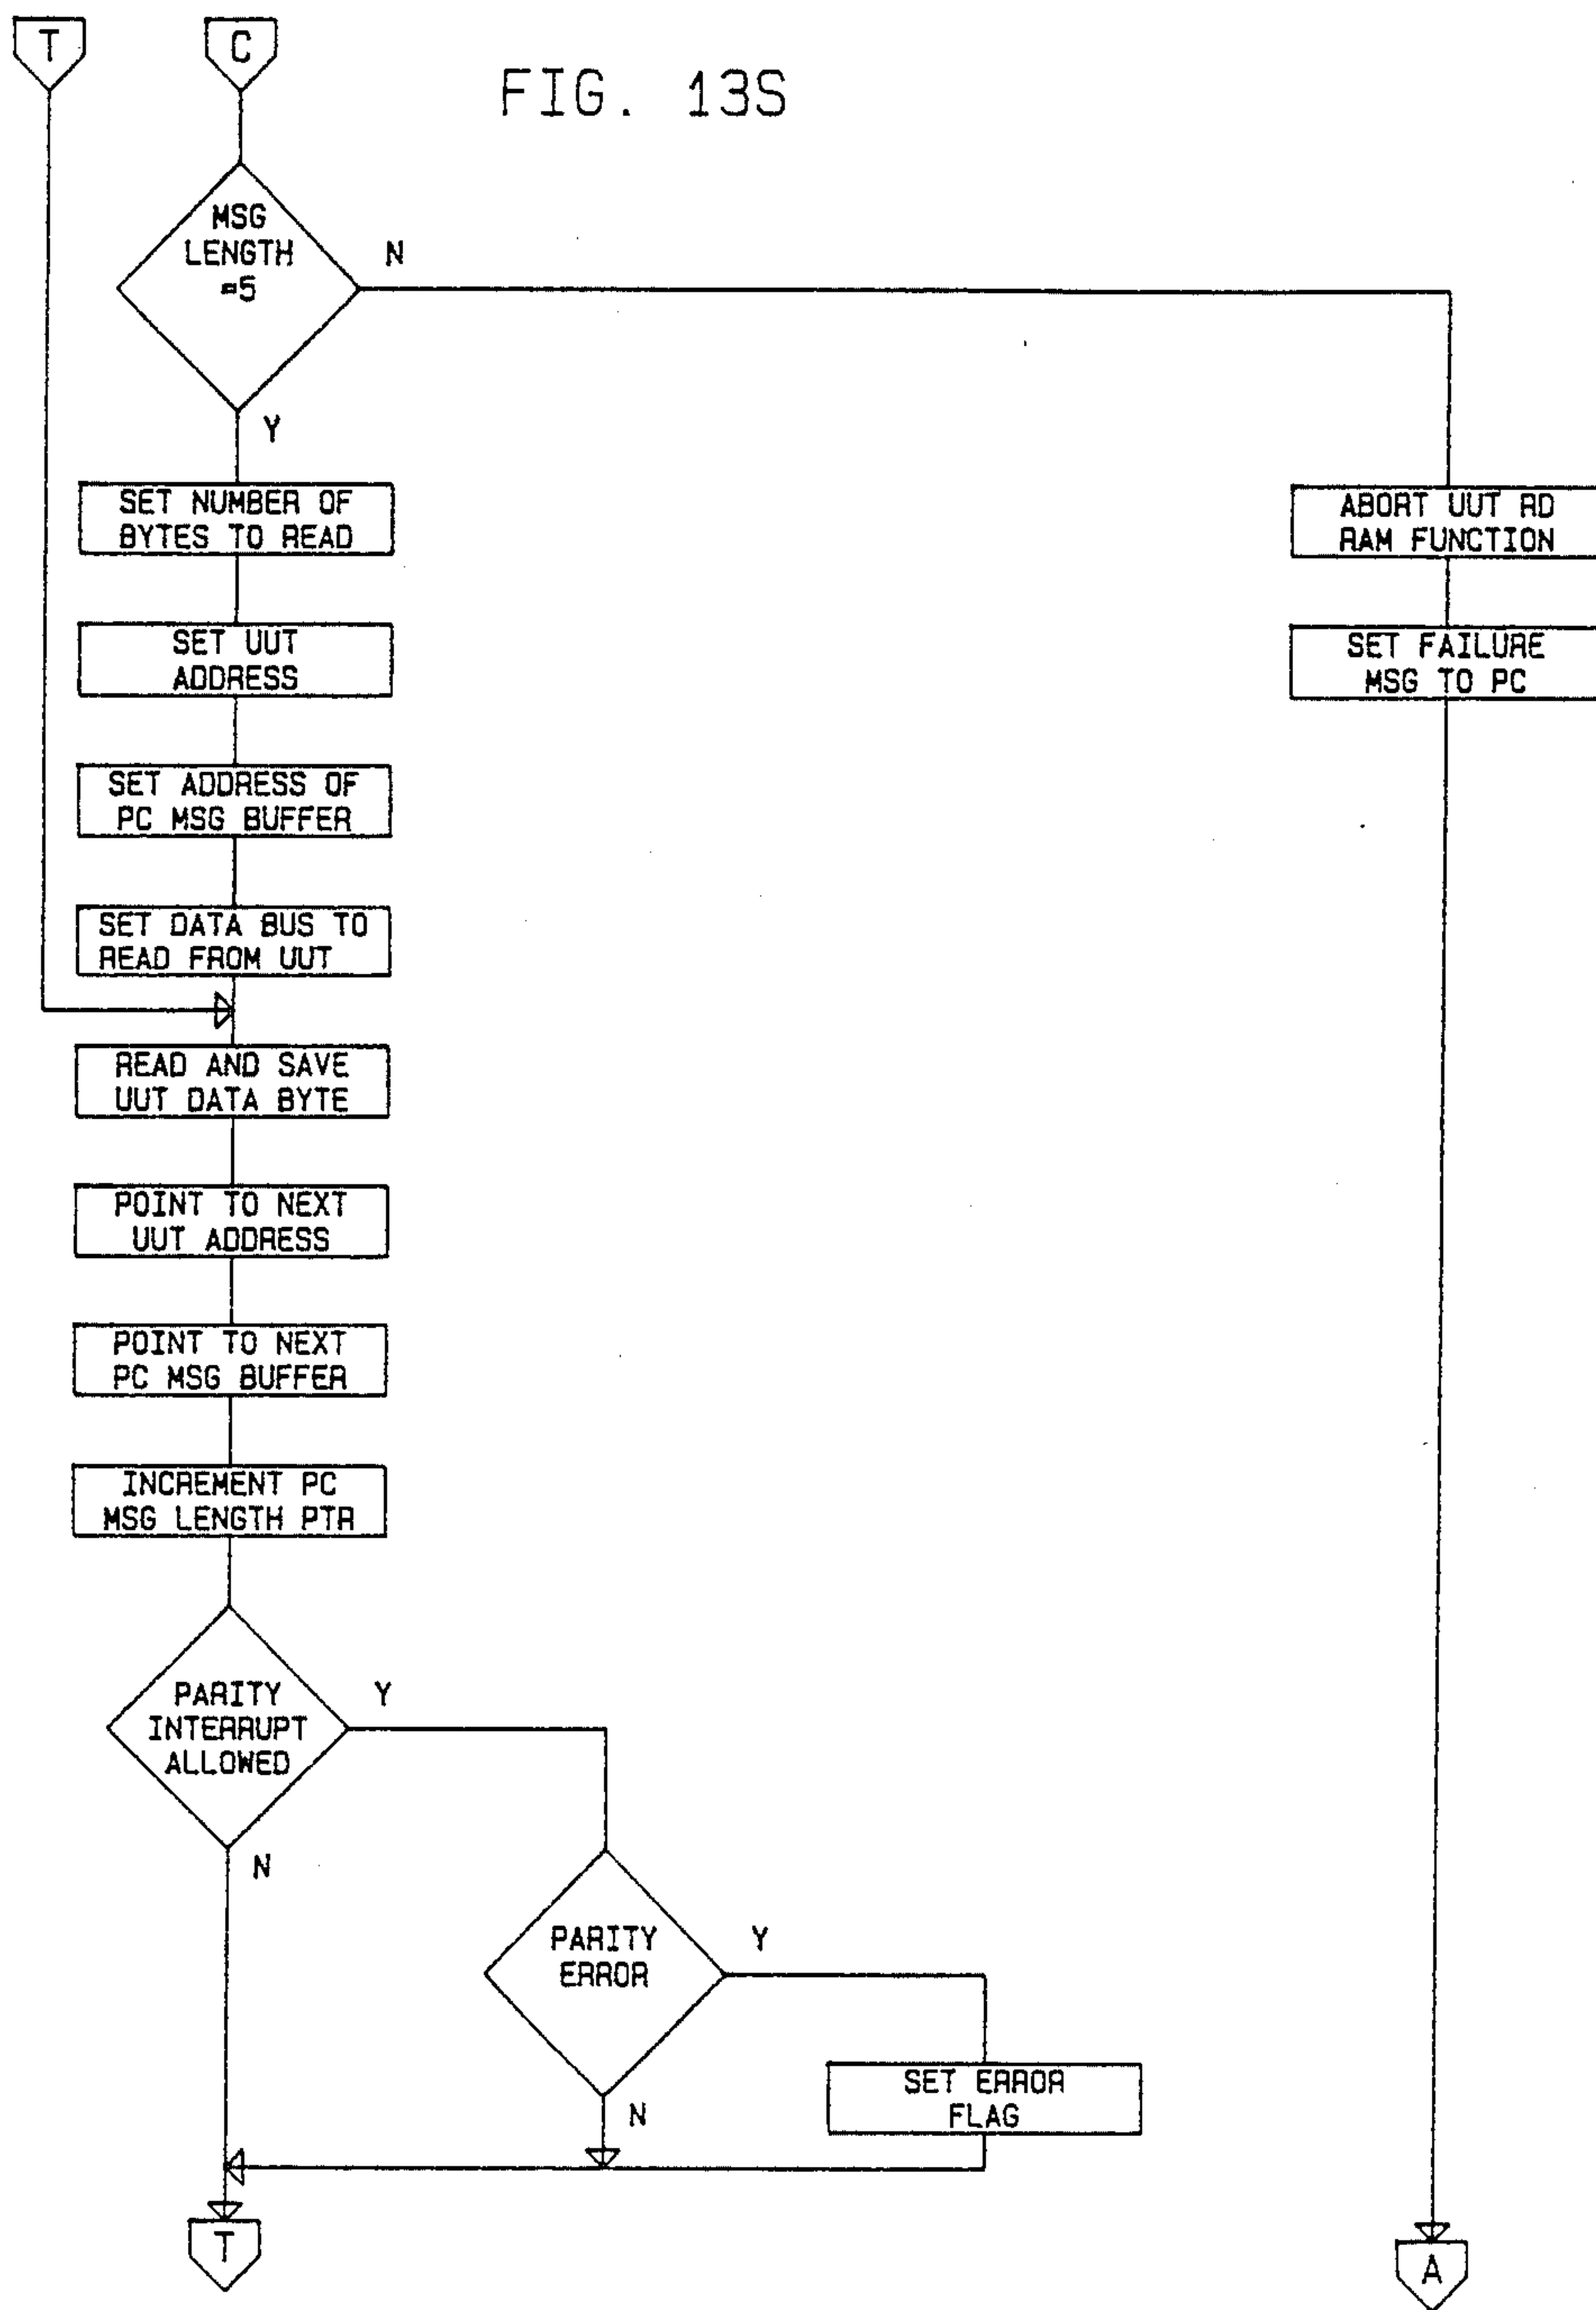 T
C
FIG. 13S
MSG
LENGTH
=5
N
Y
SET NUMBER OF
BYTES TO READ
ABORT UUT RD
RAM FUNCTION
SET UUT
ADDRESS
SET FAILURE
MSG TO PC
SET ADDRESS OF
PC MSG BUFFER
SET DATA BUS TO
READ FROM UUT
READ AND SAVE
UUT DATA BYTE
POINT TO NEXT
UUT ADDRESS
POINT TO NEXT
PC MSG BUFFER
INCREMENT PC
MSG LENGTH PTR
PARITY
INTERRUPT
ALLOWED
Y
N
PARITY
ERROR
Y
N
SET ERROR
FLAG
T
A